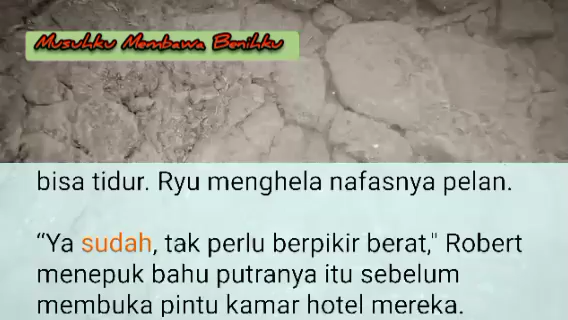 Musuhku Membawa Benihku
bisa tidur. Ryu menghela nafasnya pelan.
“Ya sudah, tak perlu berpikir berat," Robert
menepuk bahu putranya itu sebelum
membuka pintu kamar hotel mereka.